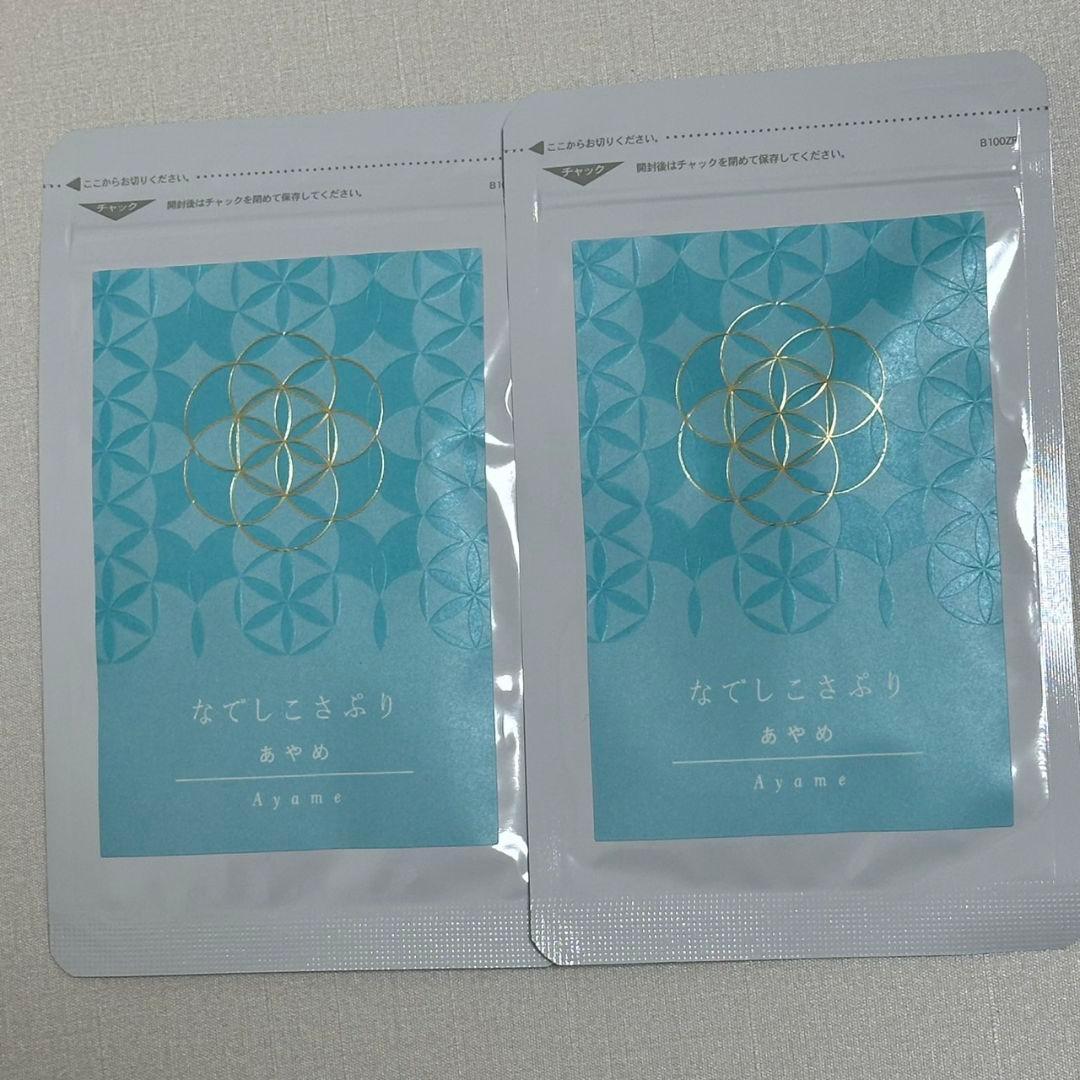 ここからお切りください。
チャック 開封後はチャックを閉めて保存してください。
なでしこさぷり
あやめ
Ayame
ここからお切りください。
B100ZF
チャック 開封後はチャックを閉めて保存してください。
なでしこさぷり
あやめ
Ayame